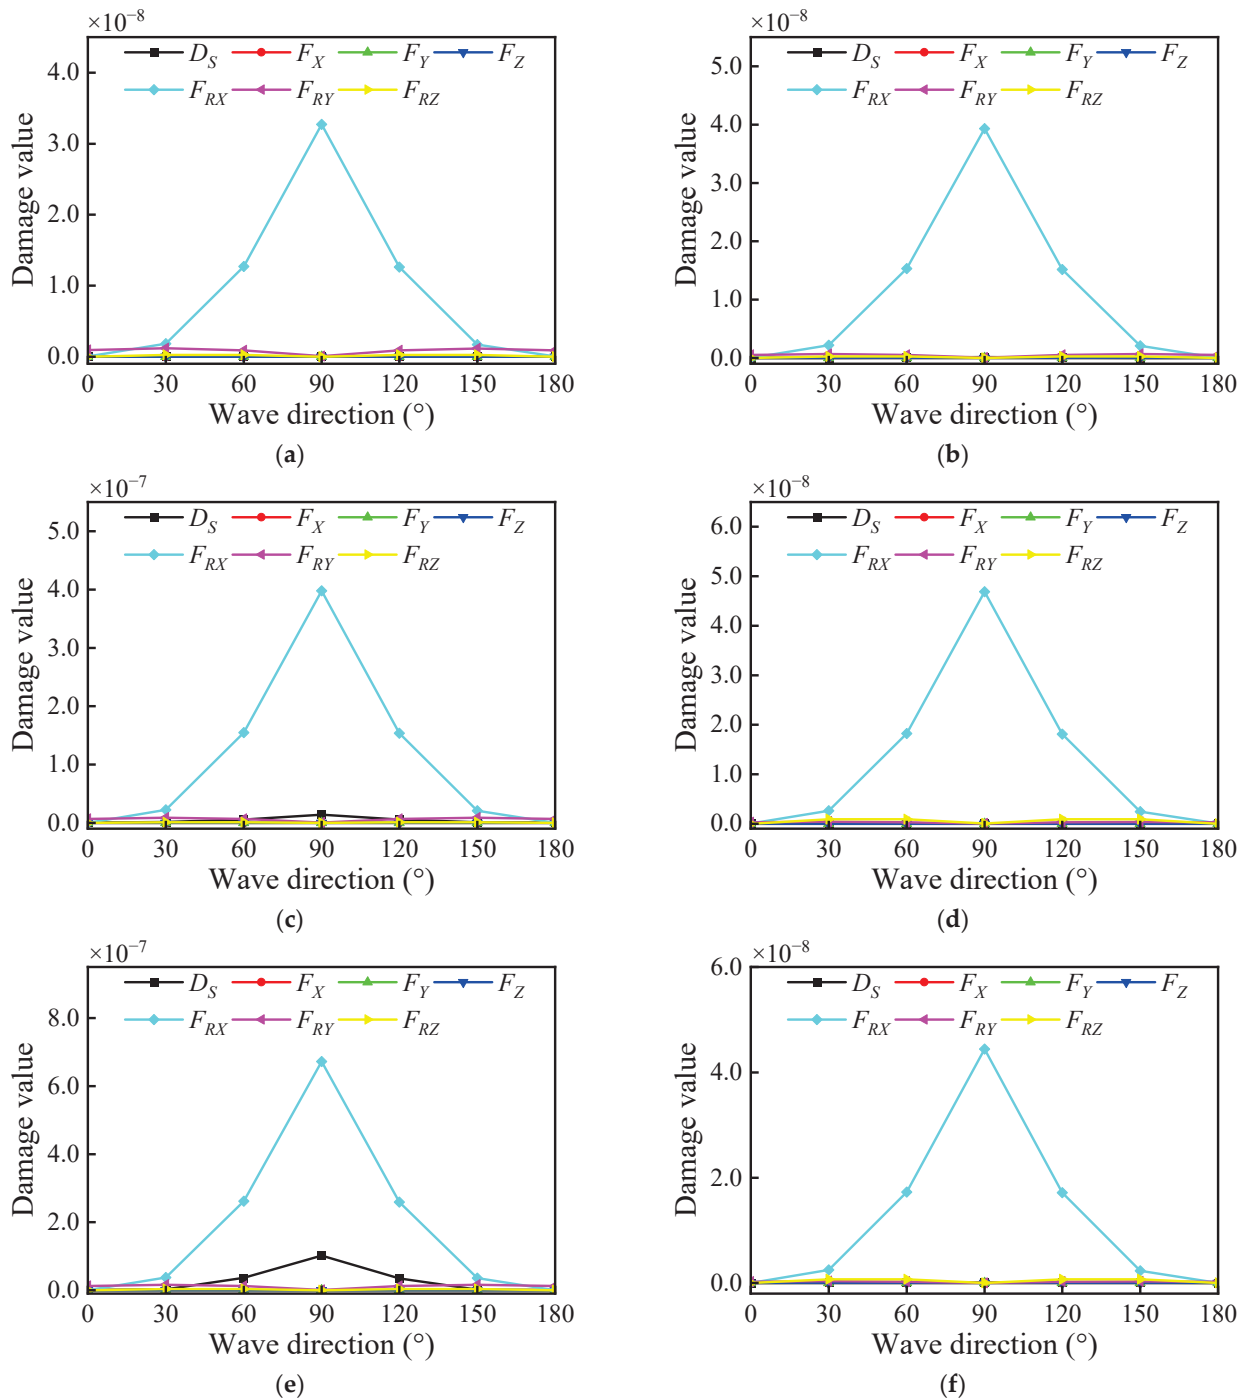 ×10⁻⁸
D_S F_X F_Y F_Z
F_RX F_RY F_RZ
4.0
3.0
2.0
1.0
0.0
Damage value
0 30 60 90 120 150 180
Wave direction (°)
(a)
×10⁻⁸
D_S F_X F_Y F_Z
F_RX F_RY F_RZ
5.0
4.0
3.0
2.0
1.0
0.0
Damage value
0 30 60 90 120 150 180
Wave direction (°)
(b)
×10⁻⁷
D_S F_X F_Y F_Z
F_RX F_RY F_RZ
5.0
4.0
3.0
2.0
1.0
0.0
Damage value
0 30 60 90 120 150 180
Wave direction (°)
(c)
×10⁻⁸
D_S F_X F_Y F_Z
F_RX F_RY F_RZ
6.0
5.0
4.0
3.0
2.0
1.0
0.0
Damage value
0 30 60 90 120 150 180
Wave direction (°)
(d)
×10⁻⁷
D_S F_X F_Y F_Z
F_RX F_RY F_RZ
8.0
6.0
4.0
2.0
0.0
Damage value
0 30 60 90 120 150 180
Wave direction (°)
(e)
×10⁻⁸
D_S F_X F_Y F_Z
F_RX F_RY F_RZ
6.0
4.0
2.0
0.0
Damage value
0 30 60 90 120 150 180
Wave direction (°)
(f)